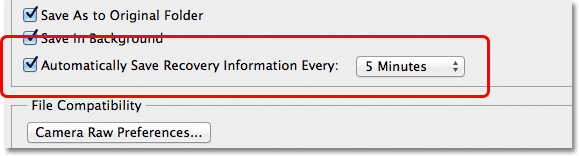 Save As to Original Folder
Save in Background
Automatically Save Recovery Information Every: 5 Minutes
File Compatibility
Camera Raw Preferences...